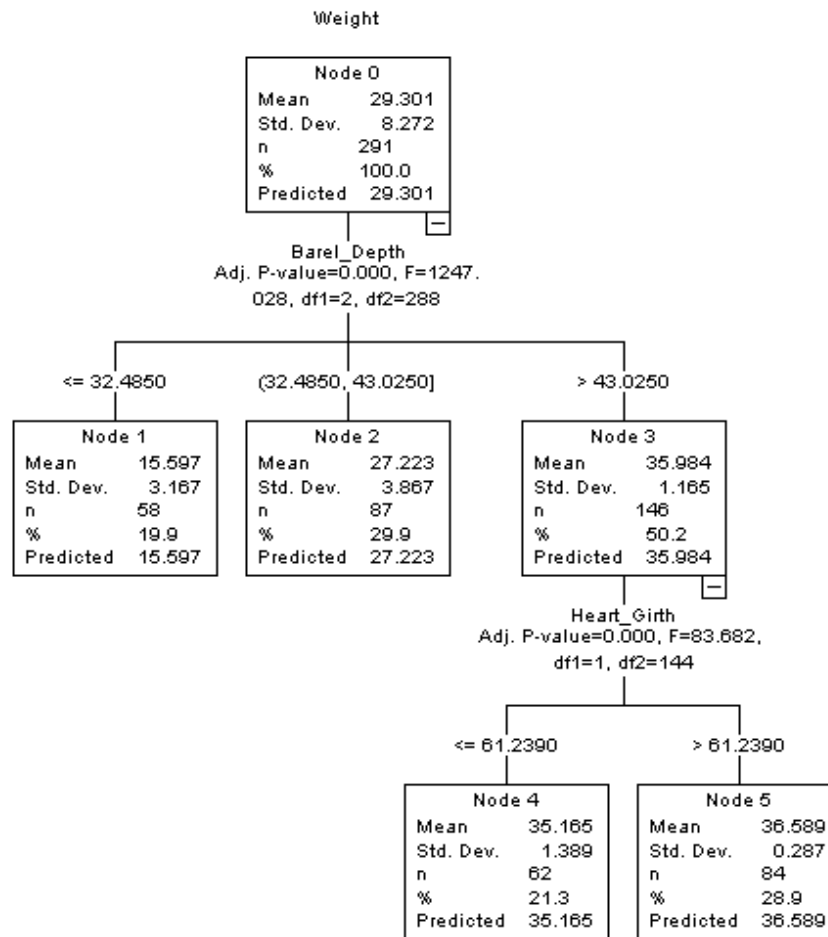 Weight
Node 0
Mean 29.301
Std. Dev. 8.272
n 291
% 100.0
Predicted 29.301
Barel_Depth
Adj. P-value=0.000, F=1247.
028, df1=2, df2=288
<= 32.4850
(32.4850, 43.0250]
> 43.0250
Node 1
Mean 15.597
Std. Dev. 3.167
n 58
% 19.9
Predicted 15.597
Node 2
Mean 27.223
Std. Dev. 3.867
n 87
% 29.9
Predicted 27.223
Node 3
Mean 35.984
Std. Dev. 1.165
n 146
% 50.2
Predicted 35.984
Heart_Girth
Adj. P-value=0.000, F=83.682,
df1=1, df2=144
<= 61.2390
> 61.2390
Node 4
Mean 35.165
Std. Dev. 1.389
n 62
% 21.3
Predicted 35.165
Node 5
Mean 36.589
Std. Dev. 0.287
n 84
% 28.9
Predicted 36.589